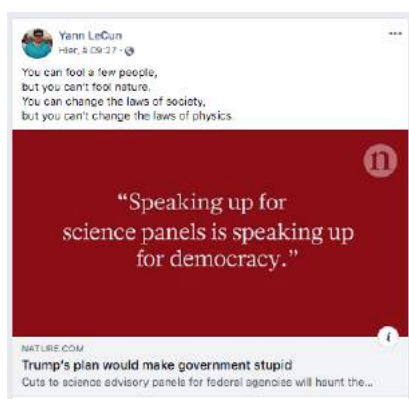 Yann LeCun
Hier, à 09:27
You can fool a few people,
but you can't fool nature.
You can change the laws of society,
but you can't change the laws of physics.
n
“Speaking up for
science panels is speaking up
for democracy.”
i
NATURE.COM
Trump's plan would make government stupid
Cuts to science advisory panels for federal agencies will haunt the...